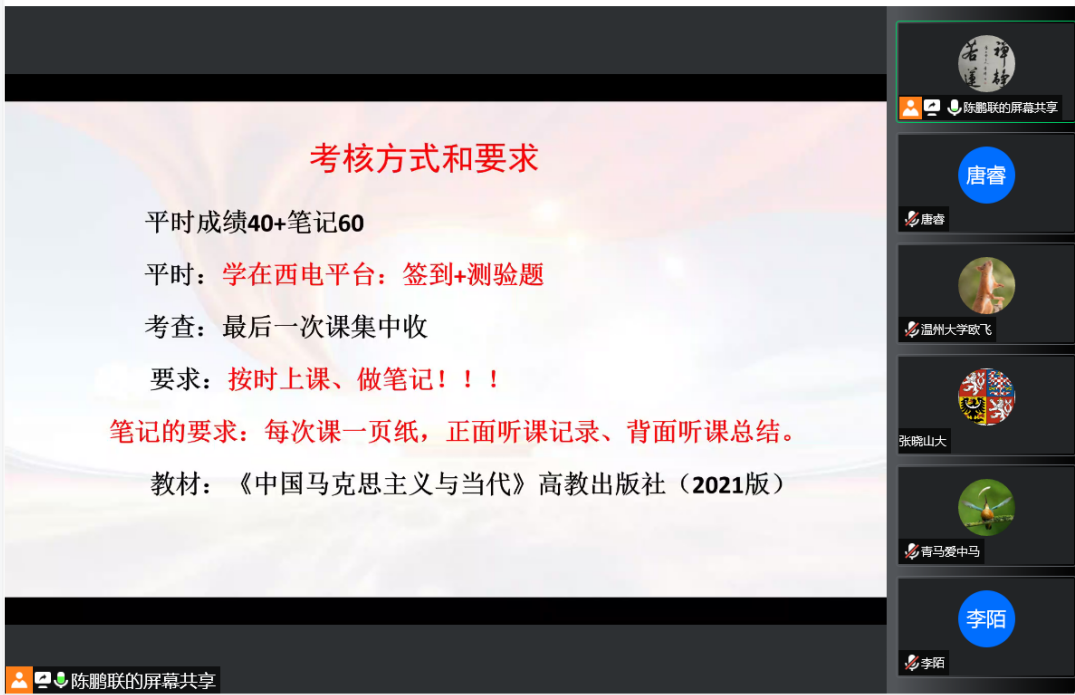 考核方式和要求
平时成绩40+笔记60
平时：学在西电平台：签到+测验题
考查：最后一次课集中收
要求：按时上课、做笔记！！！
笔记的要求：每次课一页纸，正面听课记录、背面听课总结。
教材：《中国马克思主义与当代》高教出版社（2021版）
陈鹏联的屏幕共享
禅静
若莲
陈鹏联的屏幕共享
唐睿
唐睿
温州大学欧飞
张晓山大
青马爱中马
李陌
李陌